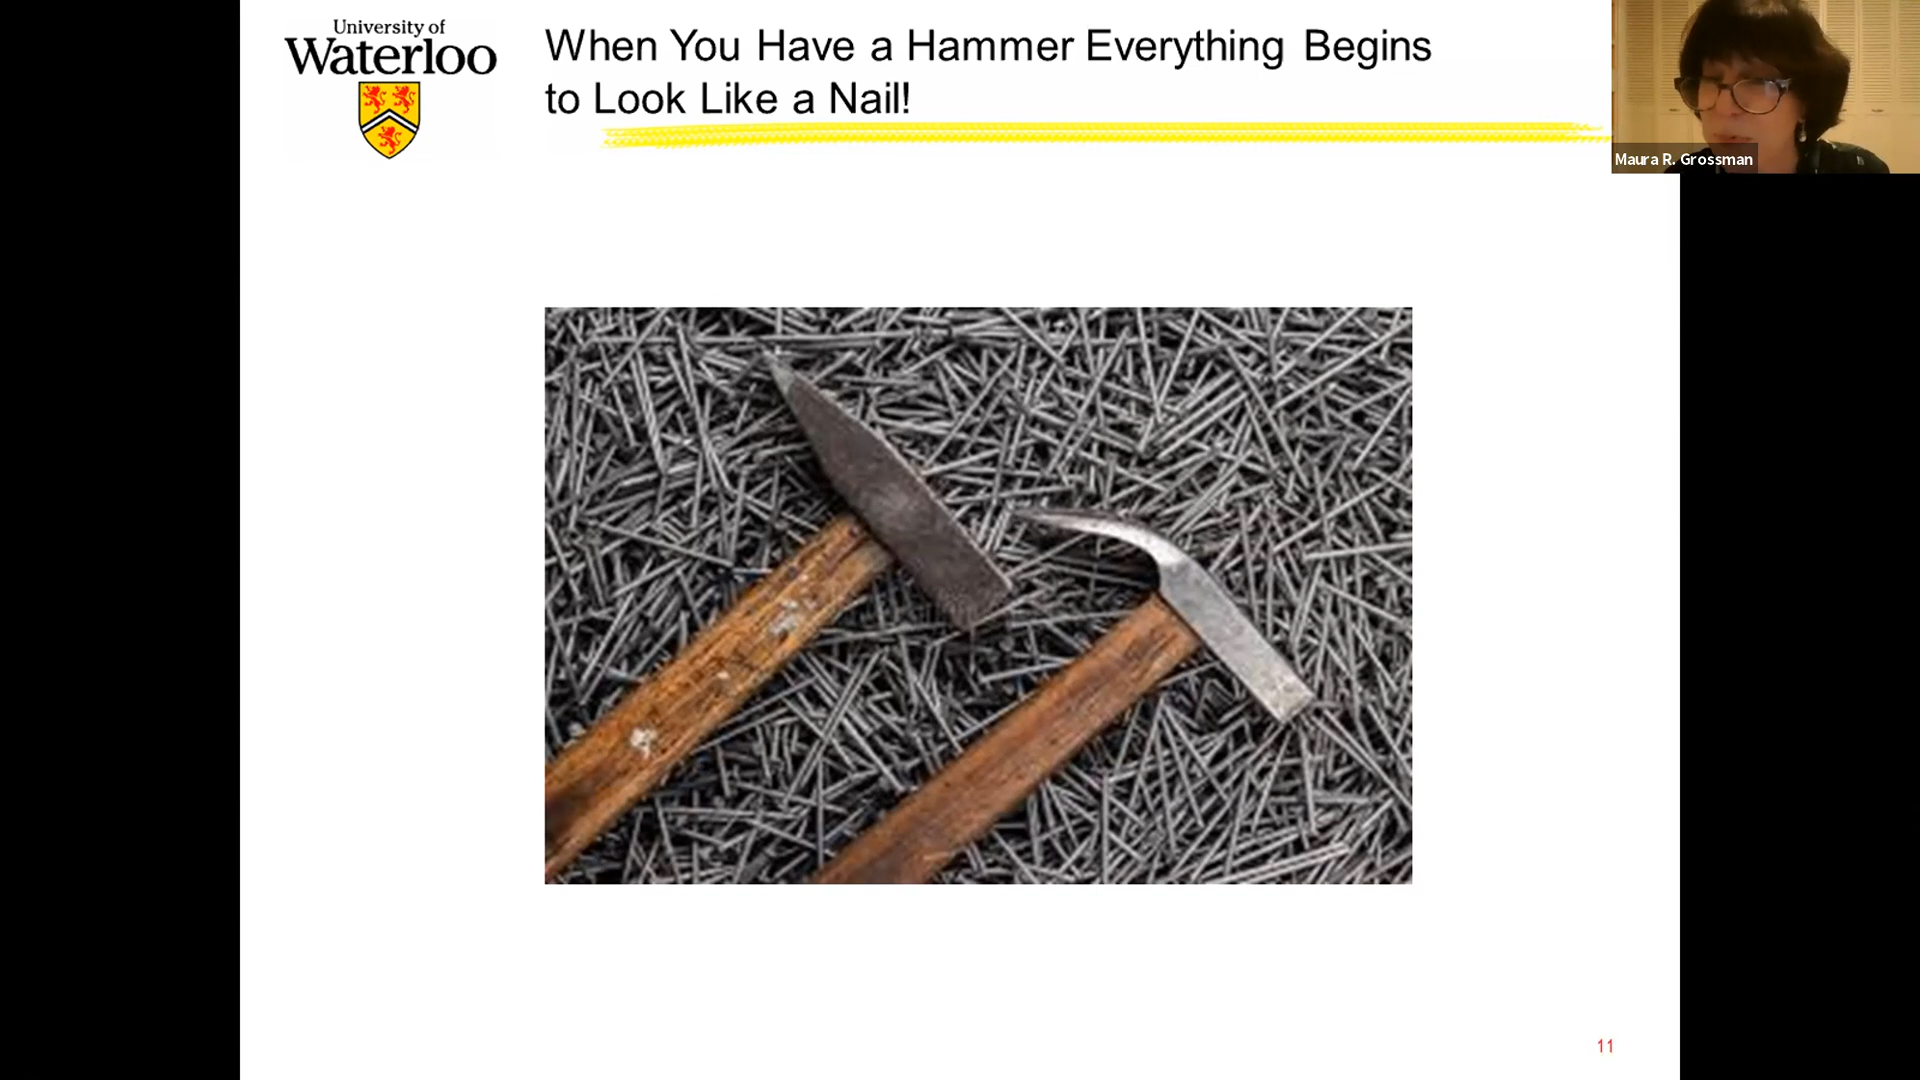 University of
Waterloo
When You Have a Hammer Everything Begins
to Look Like a Nail!
Maura R. Grossman
11